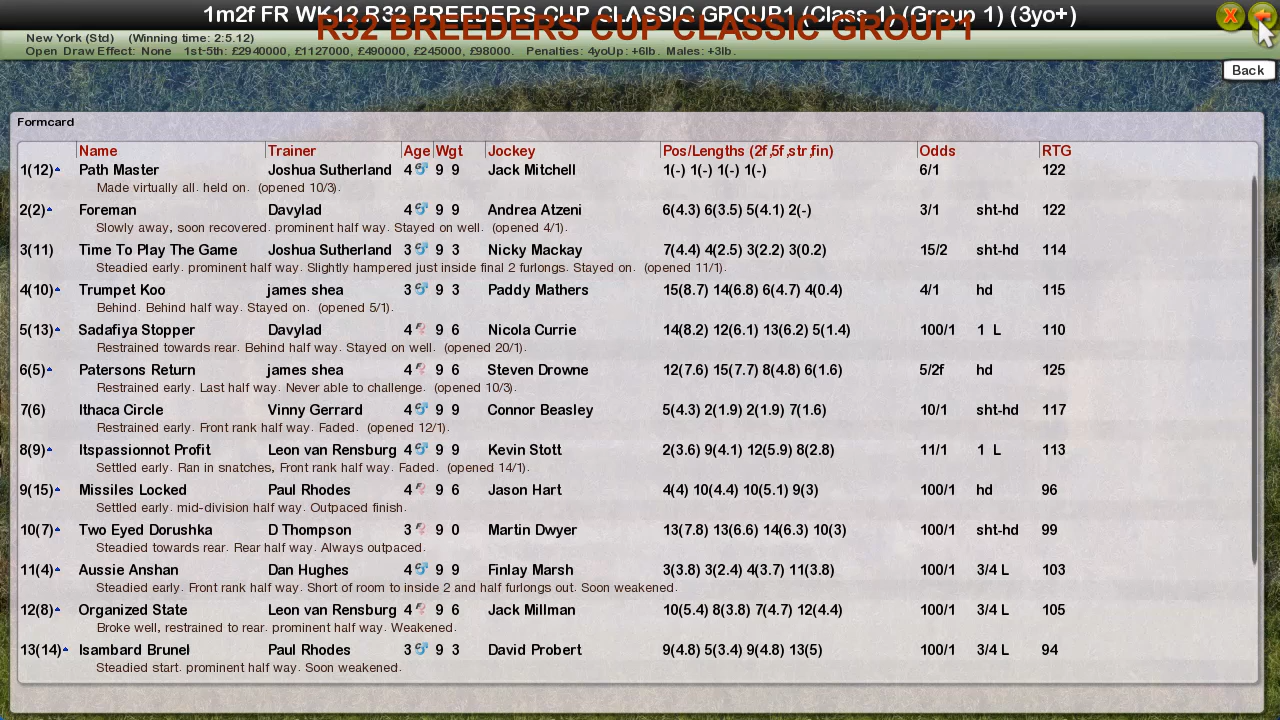 1m2f FR WK12 R32 BREEDERS CUP CLASSIC GROUP1 (Class 1) (Group 1) (3yo+)
R32 BREEDERS CUP CLASSIC GROUP1
X
New York (Std) (Winning time: 2:5.12)
Open Draw Effect: None 1st-5th: £2940000, £1127000, £490000, £245000, £98000. Penalties: 4yoUp: +6lb. Males: +3lb.
Back
Formcard
Name Trainer Age Wgt Jockey Pos/Lengths (2f,5f,str,fin) Odds RTG
1(12) Path Master Joshua Sutherland 4 9 9 Jack Mitchell 1(-) 1(-) 1(-) 1(-) 6/1 122
Made virtually all. held on. (opened 10/3).
2(2) Foreman Davylad 4 9 9 Andrea Atzeni 6(4.3) 6(3.5) 5(4.1) 2(-) 3/1 sht-hd 122
Slowly away, soon recovered. prominent half way. Stayed on well. (opened 4/1).
3(11) Time To Play The Game Joshua Sutherland 3 9 3 Nicky Mackay 7(4.4) 4(2.5) 3(2.2) 3(0.2) 15/2 sht-hd 114
Steadied early. prominent half way. Slightly hampered just inside final 2 furlongs. Stayed on. (opened 11/1).
4(10) Trumpet Koo james shea 3 9 3 Paddy Mathers 15(8.7) 14(6.8) 6(4.7) 4(0.4) 4/1 hd 115
Behind. Behind half way. Stayed on. (opened 5/1).
5(13) Sadafiya Stopper Davylad 4 9 6 Nicola Currie 14(8.2) 12(6.1) 13(6.2) 5(1.4) 100/1 1 L 110
Restrained towards rear. Behind half way. Stayed on well. (opened 20/1).
6(5) Patersons Return james shea 4 9 6 Steven Drowne 12(7.6) 15(7.7) 8(4.8) 6(1.6) 5/2f hd 125
Restrained early. Last half way. Never able to challenge. (opened 10/3).
7(6) Ithaca Circle Vinny Gerrard 4 9 9 Connor Beasley 5(4.3) 2(1.9) 2(1.9) 7(1.6) 10/1 sht-hd 117
Restrained early. Front rank half way. Faded. (opened 12/1).
8(9) Itspassionnot Profit Leon van Rensburg 4 9 9 Kevin Stott 2(3.6) 9(4.1) 12(5.9) 8(2.8) 11/1 1 L 113
Settled early. Ran in snatches, Front rank half way. Faded. (opened 14/1).
9(15) Missiles Locked Paul Rhodes 4 9 6 Jason Hart 4(4) 10(4.4) 10(5.1) 9(3) 100/1 hd 96
Settled early. mid-division half way. Outpaced finish.
10(7) Two Eyed Dorushka D Thompson 3 9 0 Martin Dwyer 13(7.8) 13(6.6) 14(6.3) 10(3) 100/1 sht-hd 99
Steadied towards rear. Rear half way. Always outpaced.
11(4) Aussie Anshan Dan Hughes 4 9 9 Finlay Marsh 3(3.8) 3(2.4) 4(3.7) 11(3.8) 100/1 3/4 L 103
Steadied early. Front rank half way. Short of room to inside 2 and half furlongs out. Soon weakened.
12(8) Organized State Leon van Rensburg 4 9 6 Jack Millman 10(5.4) 8(3.8) 7(4.7) 12(4.4) 100/1 3/4 L 105
Broke well, restrained to rear. prominent half way. Weakened.
13(14) Isambard Brunel Paul Rhodes 3 9 3 David Probert 9(4.8) 5(3.4) 9(4.8) 13(5) 100/1 3/4 L 94
Steadied start. prominent half way. Soon weakened.